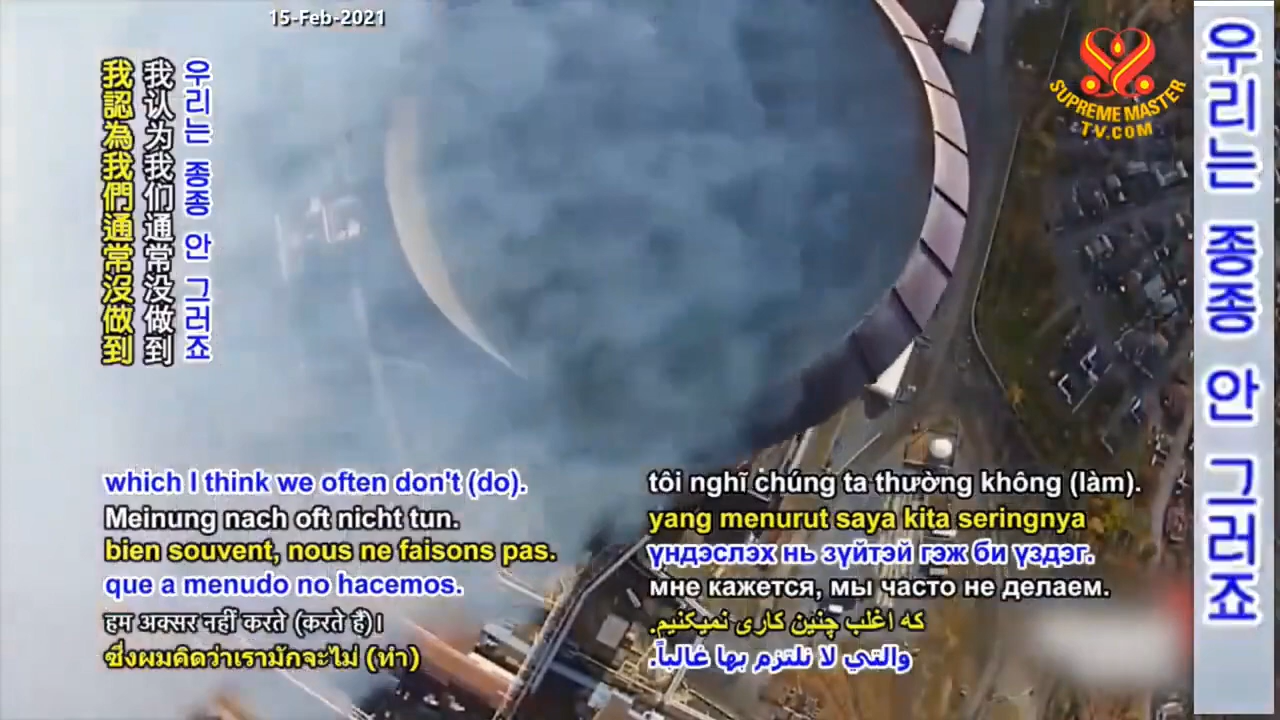 15-Feb-2021
SUPREME MASTER
TV.COM
우리는 종종 안 그러죠
우리는 종종 안 그러죠
我认为我们通常没做到
我認為我們通常沒做到
which I think we often don't (do).
Meinung nach oft nicht tun.
bien souvent, nous ne faisons pas.
que a menudo no hacemos.
हम अक्सर नहीं करते (करते हैं)।
ซึ่งผมคิดว่าเรามักจะไม่ (ทำ)
tôi nghĩ chúng ta thường không (làm).
yang menurut saya kita seringnya
үндэслэх нь зүйтэй гэж би үздэг.
мне кажется, мы часто не делаем.
که اغلب چنین کاری نمیکنیم.
والتي لا نلتزم بها غالباً.